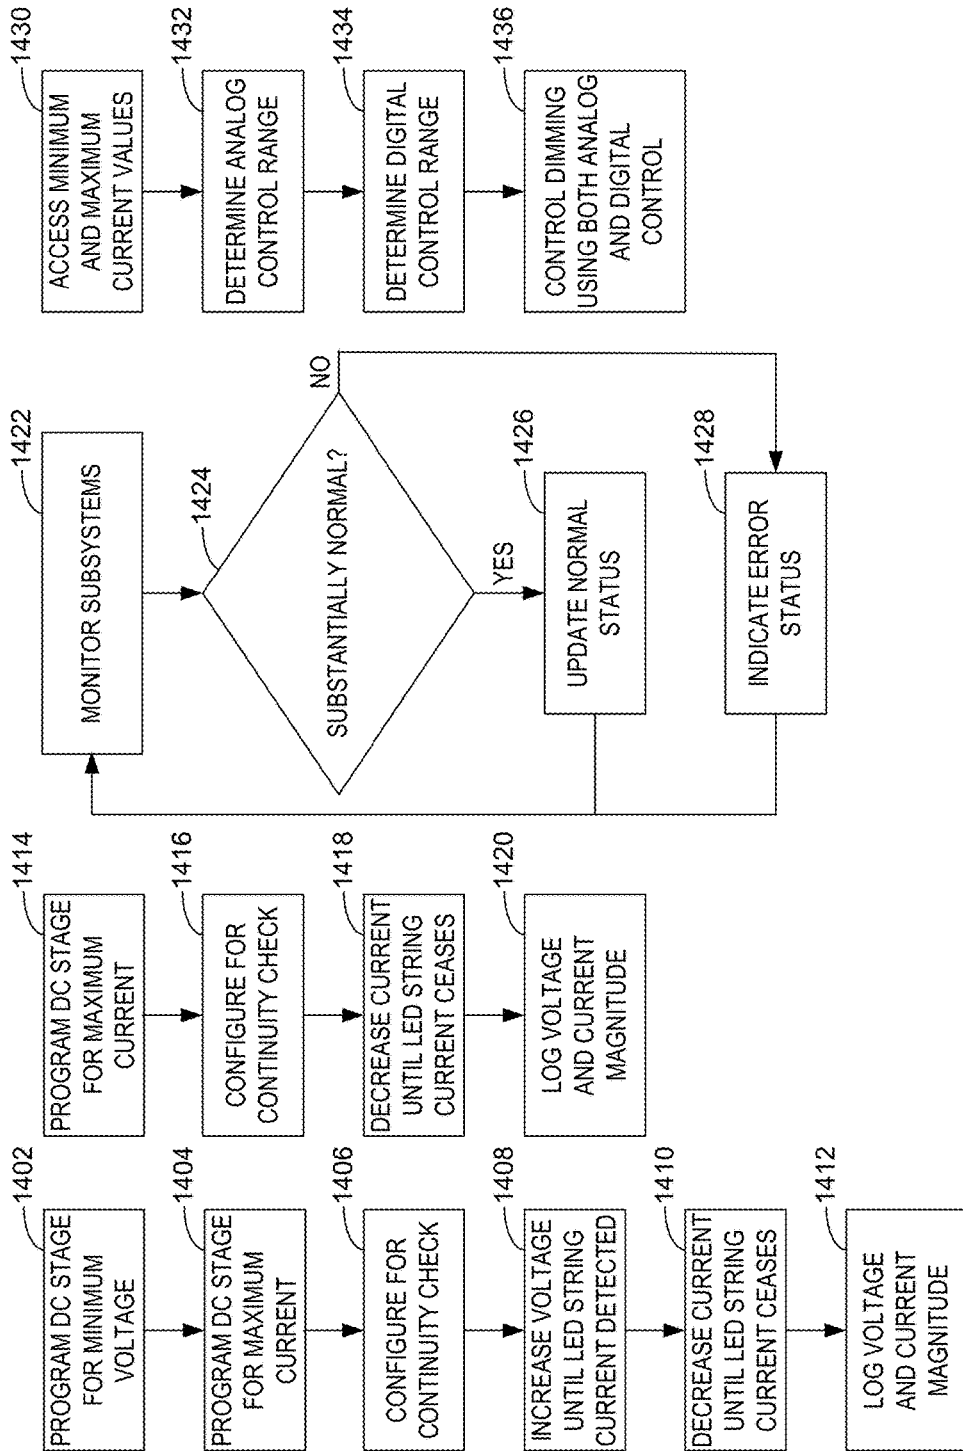 1402
PROGRAM DC STAGE
FOR MINIMUM
VOLTAGE
1404
PROGRAM DC STAGE
FOR MAXIMUM
CURRENT
1406
CONFIGURE FOR
CONTINUITY CHECK
1408
INCREASE VOLTAGE
UNTIL LED STRING
CURRENT DETECTED
1410
DECREASE CURRENT
UNTIL LED STRING
CURRENT CEASES
1412
LOG VOLTAGE
AND CURRENT
MAGNITUDE
1414
PROGRAM DC STAGE
FOR MAXIMUM
CURRENT
1416
CONFIGURE FOR
CONTINUITY CHECK
1418
DECREASE CURRENT
UNTIL LED STRING
CURRENT CEASES
1420
LOG VOLTAGE
AND CURRENT
MAGNITUDE
1422
MONITOR SUBSYSTEMS
1424
SUBSTANTIALLY NORMAL?
NO
YES
1426
UPDATE NORMAL
STATUS
1428
INDICATE ERROR
STATUS
1430
ACCESS MINIMUM
AND MAXIMUM
CURRENT VALUES
1432
DETERMINE ANALOG
CONTROL RANGE
1434
DETERMINE DIGITAL
CONTROL RANGE
1436
CONTROL DIMMING
USING BOTH ANALOG
AND DIGITAL
CONTROL